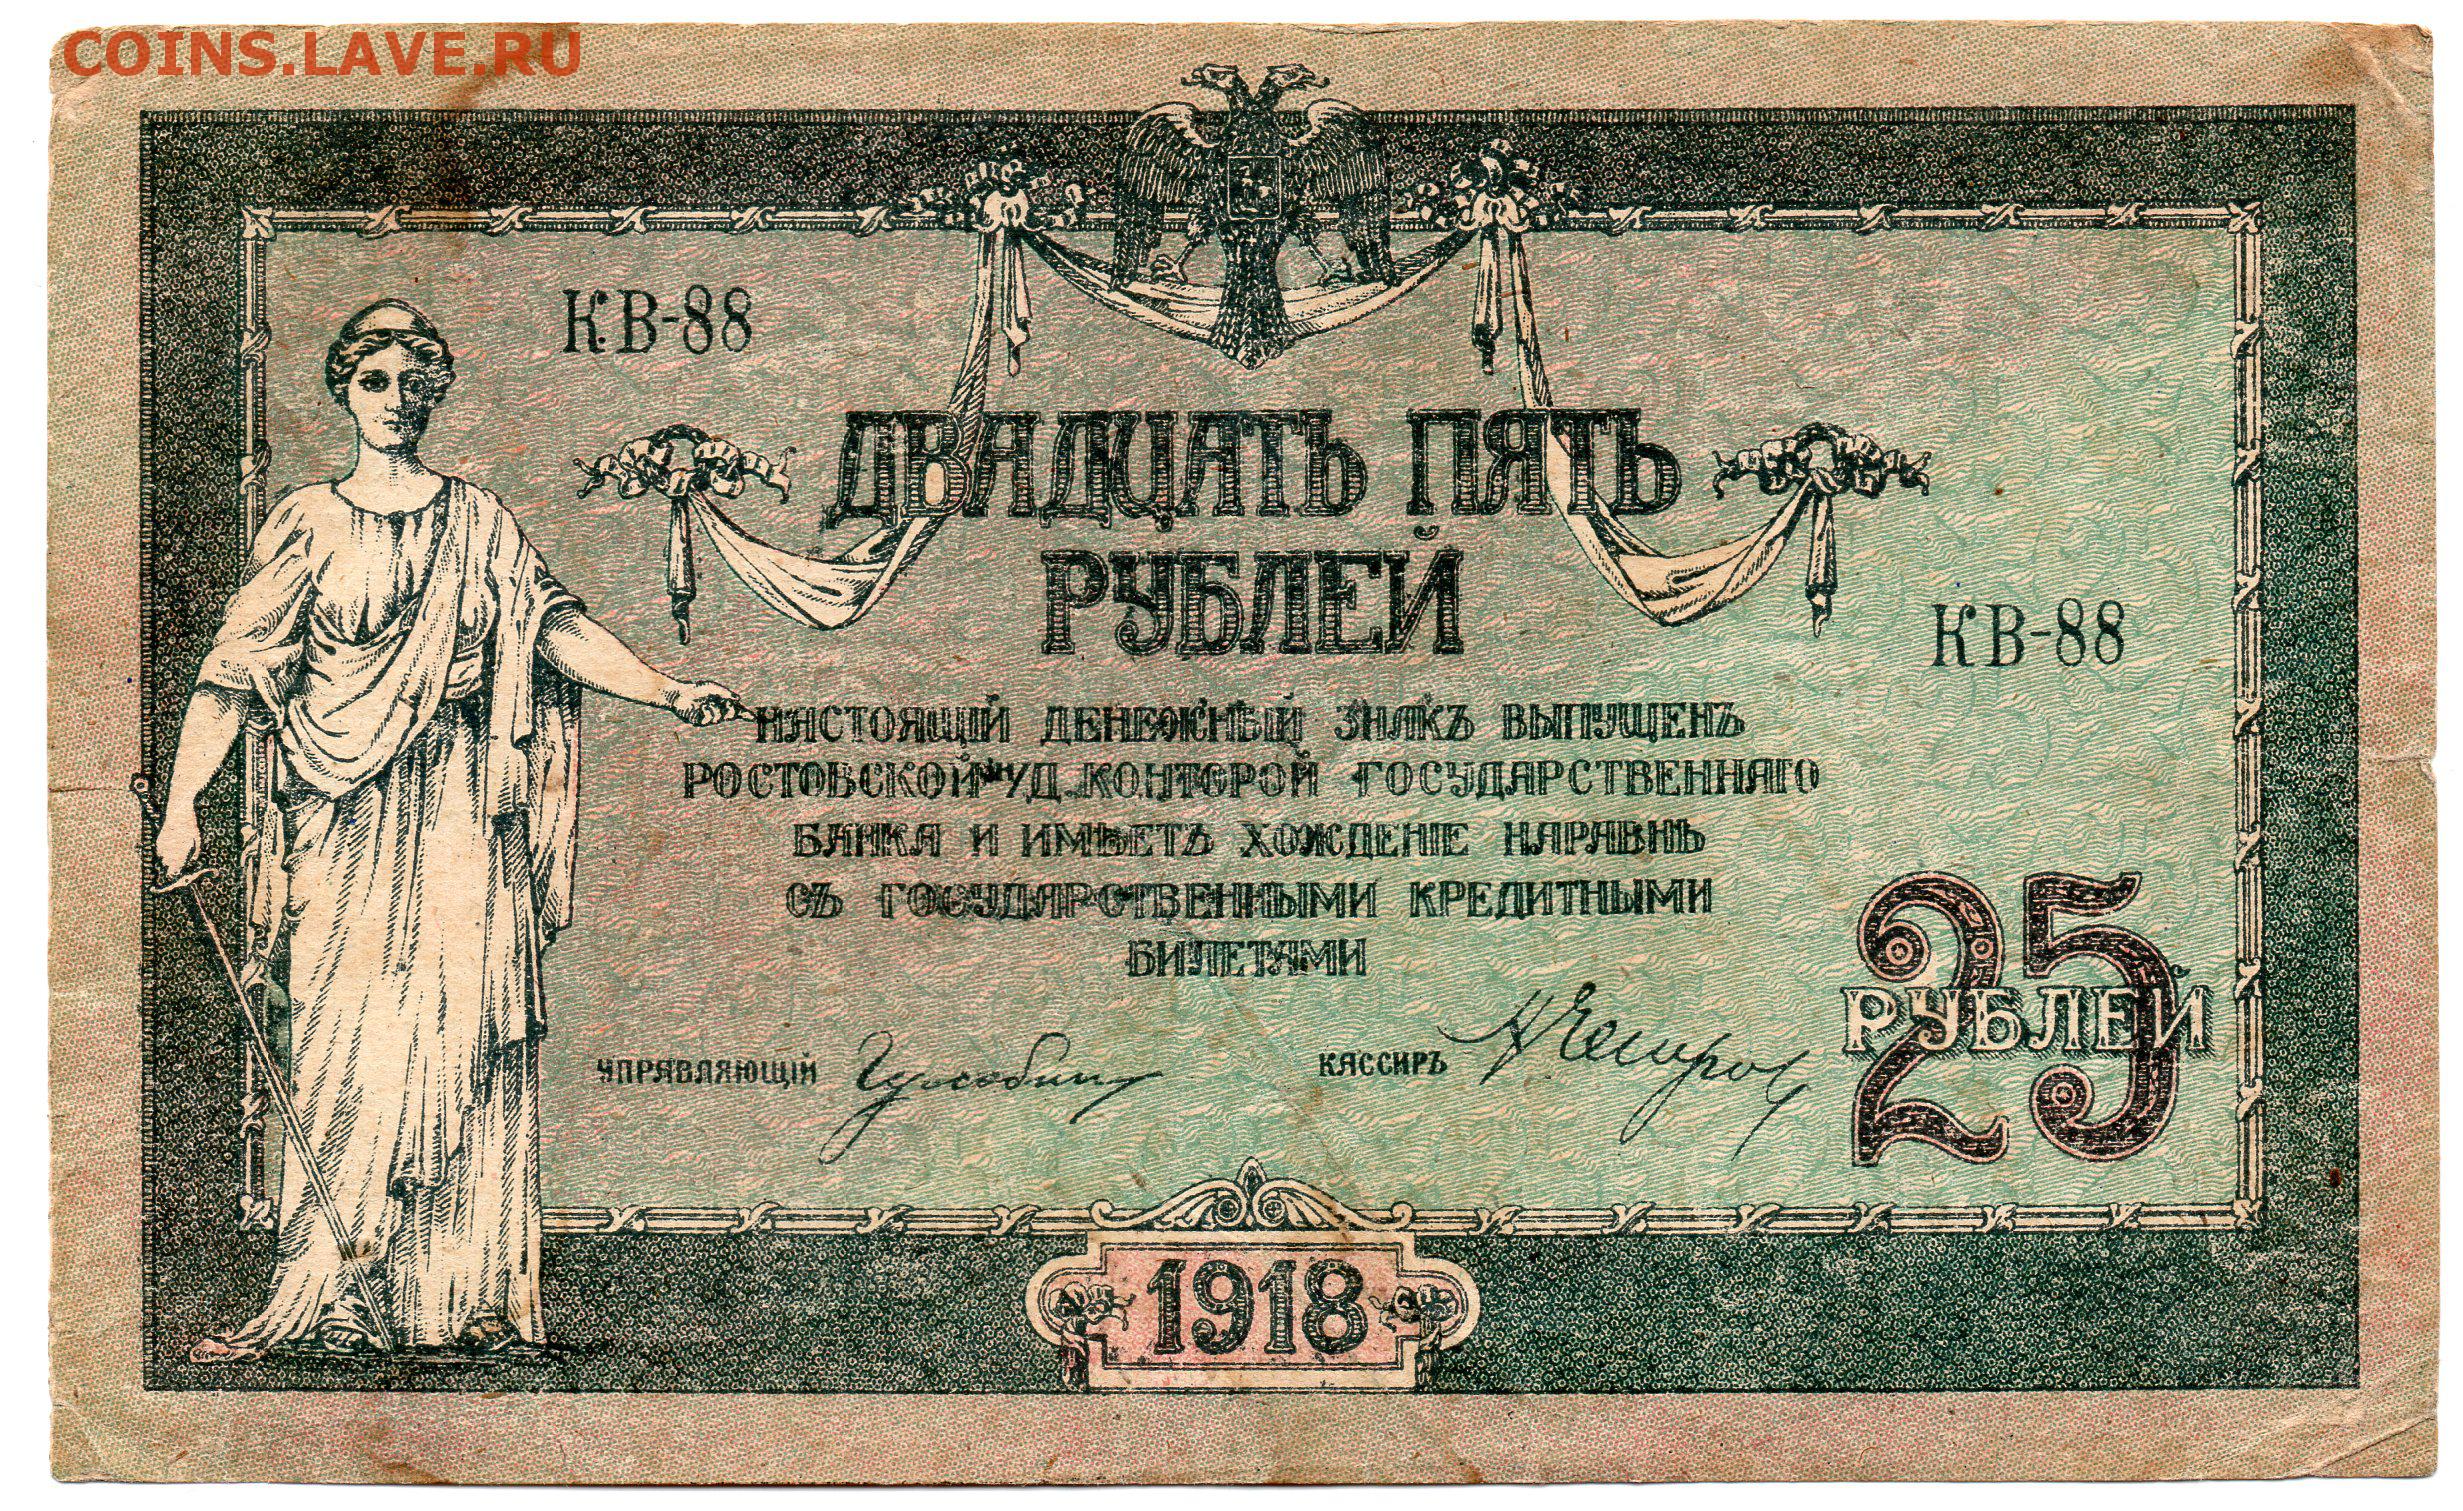 COINS.LAVE.RU
КВ-88
ДВАДЦАТЬ ПЯТЬ
РУБЛЕЙ
КВ-88
НАСТОЯЩІЙ ДЕНЕЖНЫЙ ЗНАКЪ ВЫПУЩЕНЪ
РОСТОВСКОЙ НУД КОНТОРОЙ ГОСУДАРСТВЕННАГО
БАНКА И ИМѢЕТЪ ХОЖДЕНІЕ НАРАВНѢ
СЪ ГОСУДАРСТВЕННЫМИ КРЕДИТНЫМИ
БИЛЕТАМИ
25
РУБЛЕЙ
УПРАВЛЯЮЩІЙ
КАССИРЪ
1918